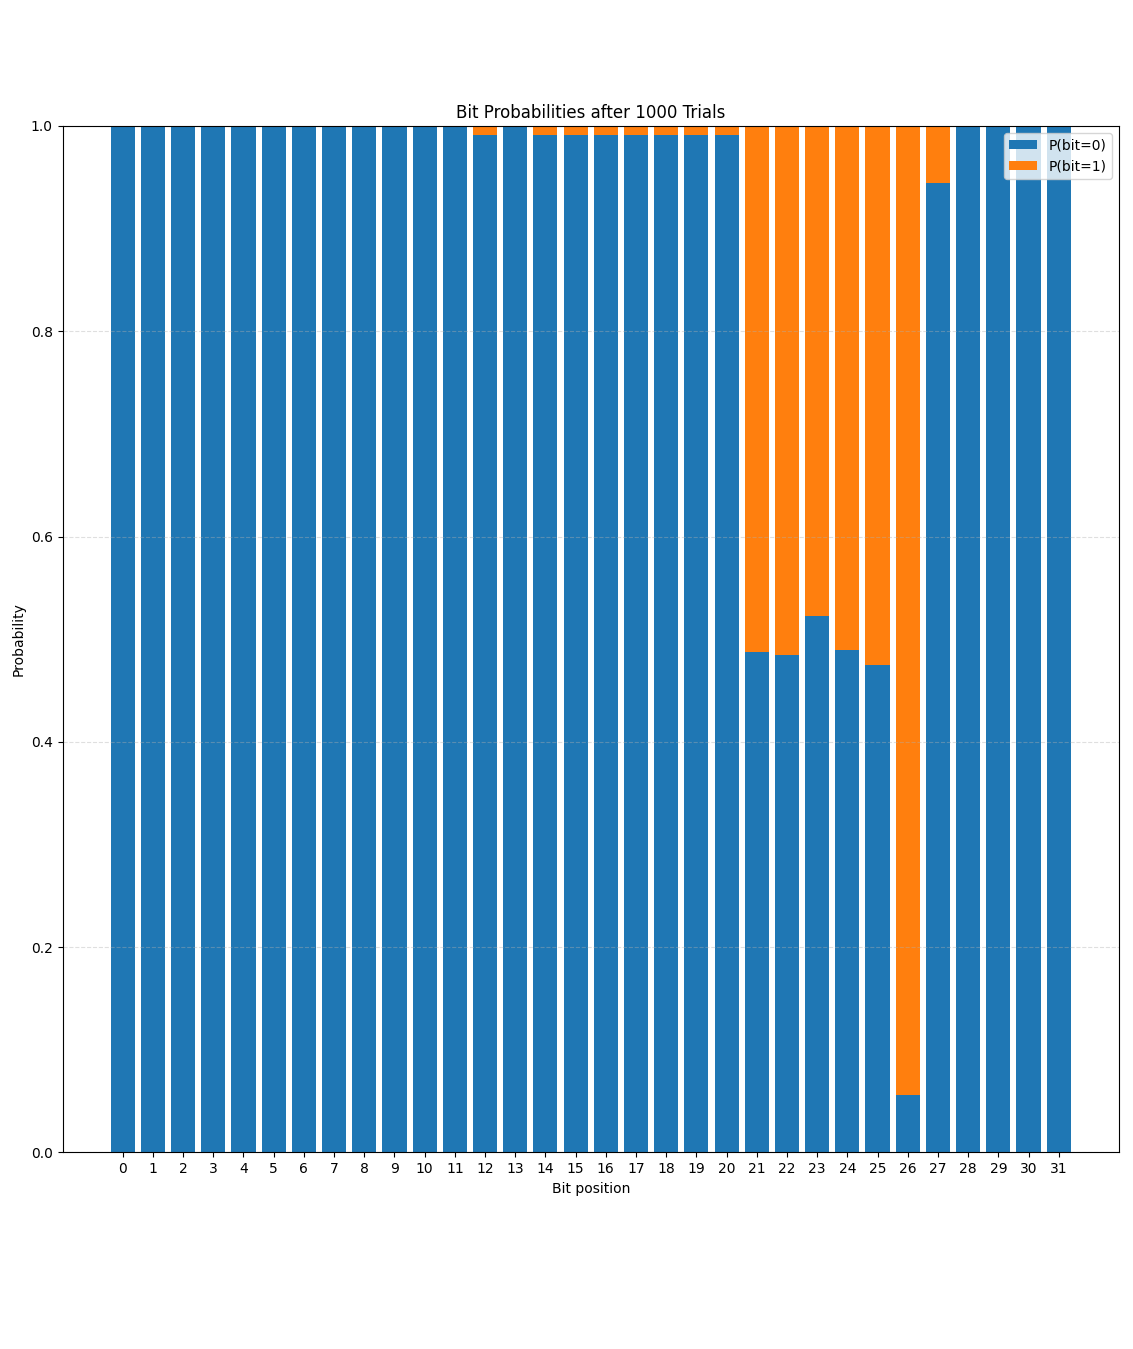 Bit Probabilities after 1000 Trials
1.0
P(bit=0)
P(bit=1)
0.8
0.6
Probability
0.4
0.2
0.0
0 1 2 3 4 5 6 7 8 9 10 11 12 13 14 15 16 17 18 19 20 21 22 23 24 25 26 27 28 29 30 31
Bit position